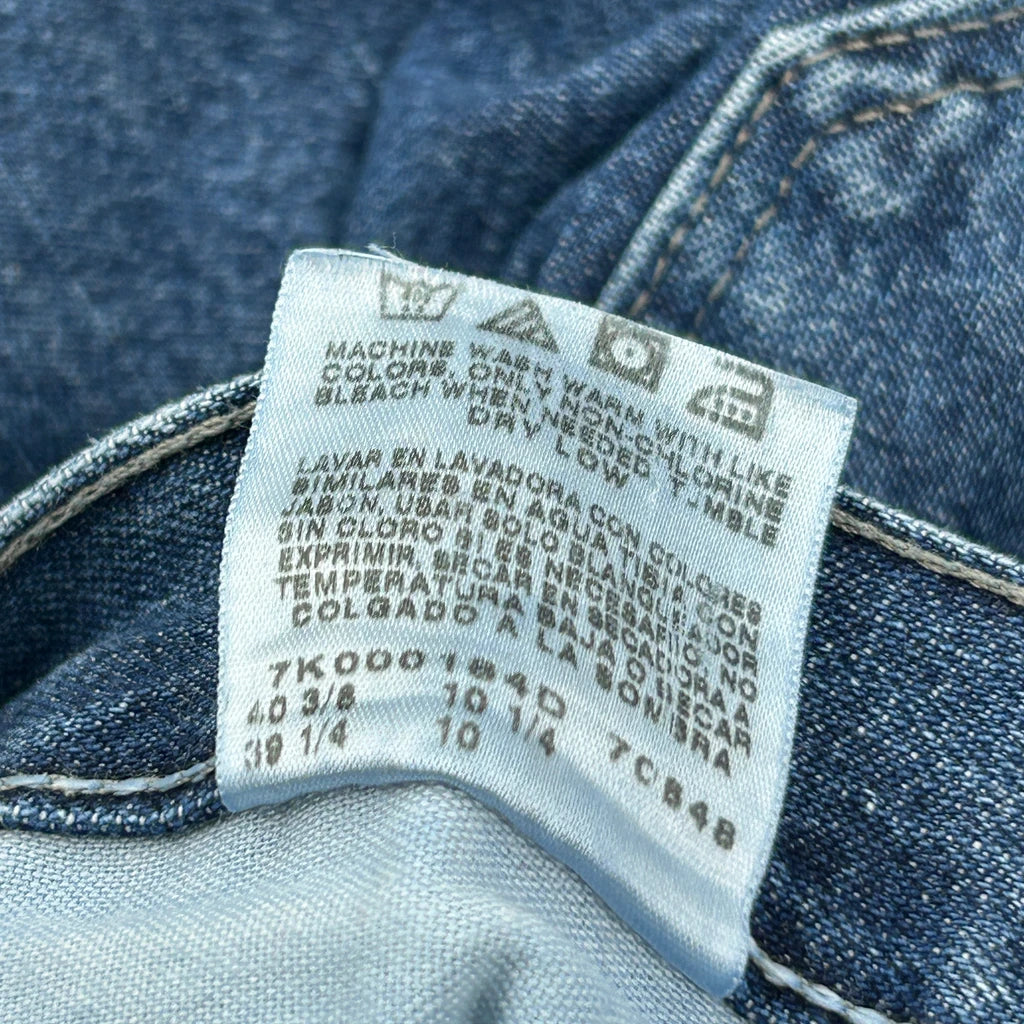 MACHINE WASH WARM WITH LIKE
COLORS, ONLY NON-CHLORINE
BLEACH WHEN NEEDED TUMBLE
DRY LOW
LAVAR EN LAVADORA CON COLORES
SIMILARES EN AGUA TIBIA CON
JABON, USAR SOLO BLANQUEADOR
SIN CLORO SI ES NECESARIO. NO
EXPRIMIR, SECAR EN SECADORA A
TEMPERATURA BAJA O SECAR
COLGADO A LA SOMBRA
7K000184D
40 3/8 10 1/4 7C848
39 1/4 10